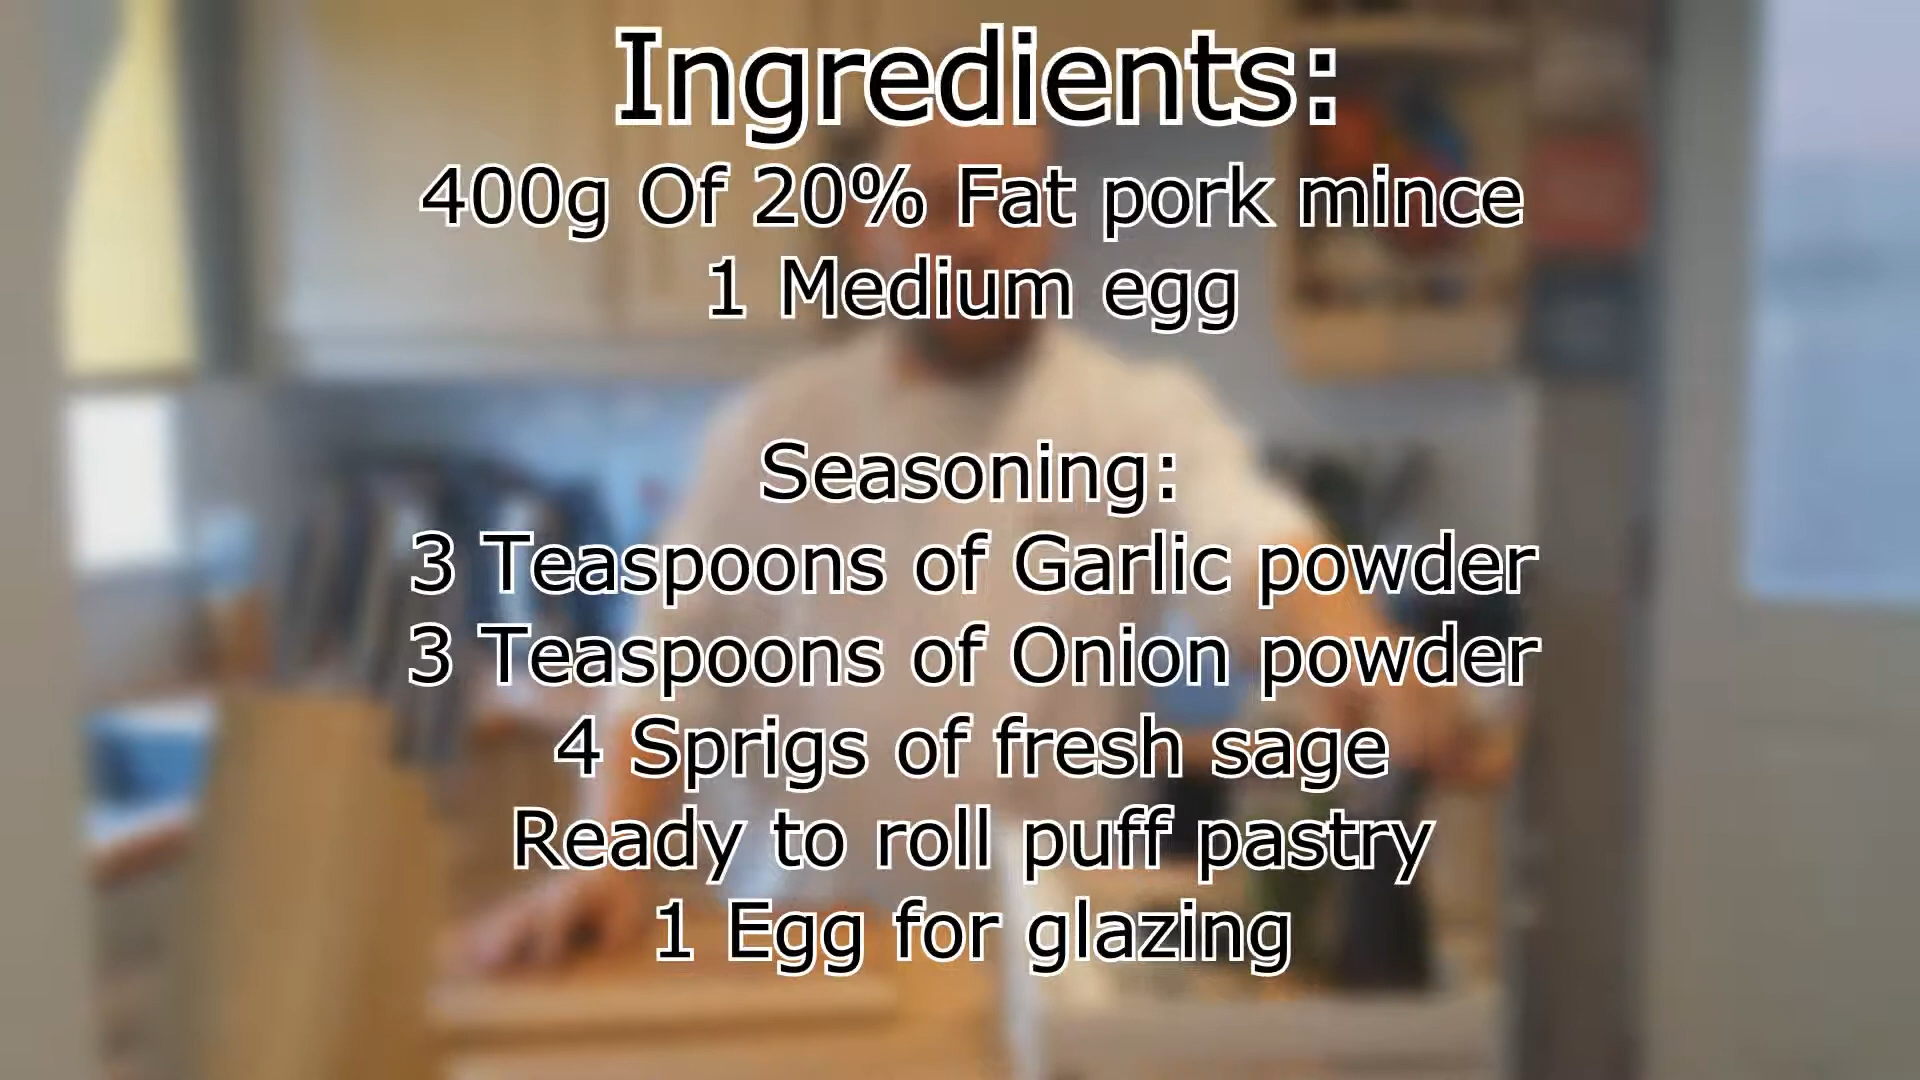 Ingredients:
400g Of 20% Fat pork mince
1 Medium egg
Seasoning:
3 Teaspoons of Garlic powder
3 Teaspoons of Onion powder
4 Sprigs of fresh sage
Ready to roll puff pastry
1 Egg for glazing